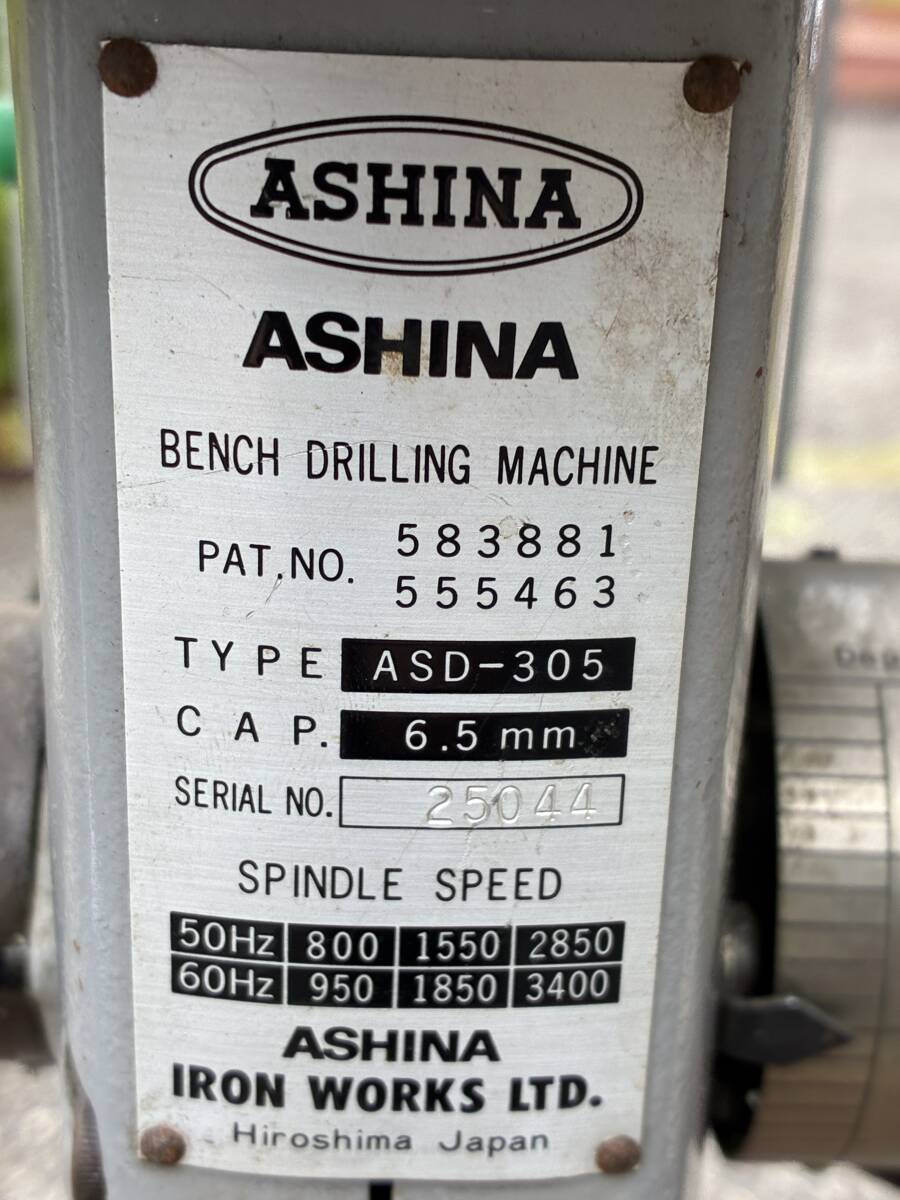 ASHINA
ASHINA
BENCH DRILLING MACHINE
PAT.NO. 583881
555463
TYPE ASD-305
CAP. 6.5 mm
SERIAL NO. 25044
SPINDLE SPEED
50Hz 800 1550 2850
60Hz 950 1850 3400
ASHINA
IRON WORKS LTD.
Hiroshima Japan